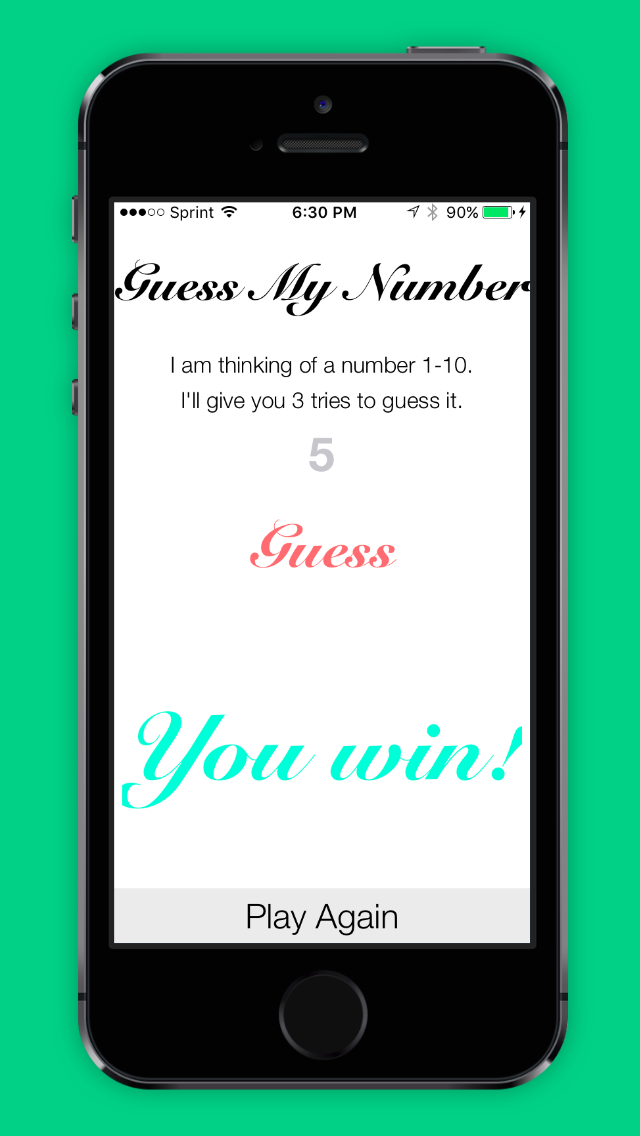 Sprint 6:30 PM 90%
Guess My Number
I am thinking of a number 1-10.
I'll give you 3 tries to guess it.
5
Guess
You win!
Play Again